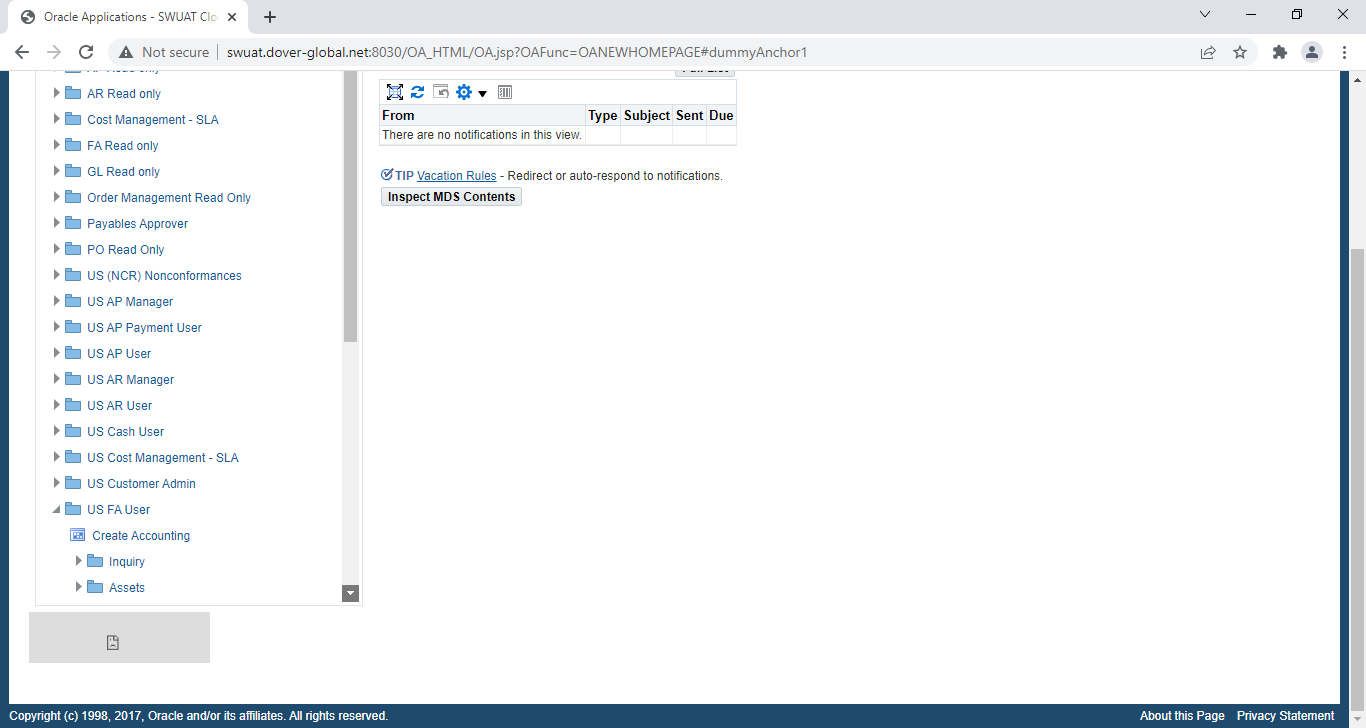 Oracle Applications - SWUAT Clo
Not secure
swuat.dover-global.net:8030/OA_HTML/OA.jsp?OAFunc=OANEWHOMEPAGE#dummyAnchor1
AR Read only
Cost Management - SLA
FA Read only
GL Read only
Order Management Read Only
Payables Approver
PO Read Only
US (NCR) Nonconformances
US AP Manager
US AP Payment User
US AP User
US AR Manager
US AR User
US Cash User
US Cost Management - SLA
US Customer Admin
US FA User
Create Accounting
Inquiry
Assets
From Type Subject Sent Due
There are no notifications in this view.
TIP Vacation Rules - Redirect or auto-respond to notifications.
Inspect MDS Contents
Copyright (c) 1998, 2017, Oracle and/or its affiliates. All rights reserved.
About this Page Privacy Statement